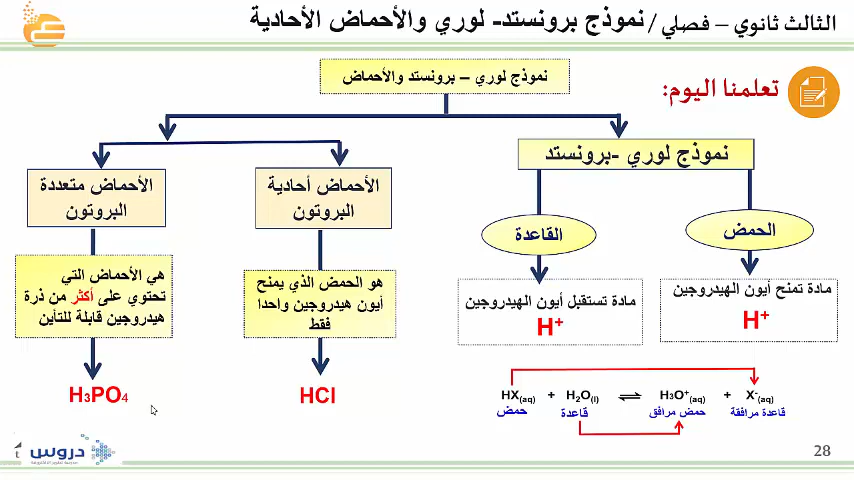 الثالث ثانوي – فصلي / نموذج برونستد- لوري والأحماض الأحادية
تعلمنا اليوم:
نموذج لوري – برونستد والأحماض
نموذج لوري -برونستد
الحمض
مادة تمنح أيون الهيدروجين
H⁺
القاعدة
مادة تستقبل أيون الهيدروجين
H⁺
الأحماض أحادية
البروتون
هو الحمض الذي يمنح
أيون هيدروجين واحدا
فقط
HCl
الأحماض متعددة
البروتون
هي الأحماض التي
تحتوي على أكثر من ذرة
هيدروجين قابلة للتأين
H₃PO₄
HX(aq) + H₂O(l) ⇌ H₃O⁺(aq) + X⁻(aq)
حمض قاعدة حمض مرافق قاعدة مرافقة
دروس
28